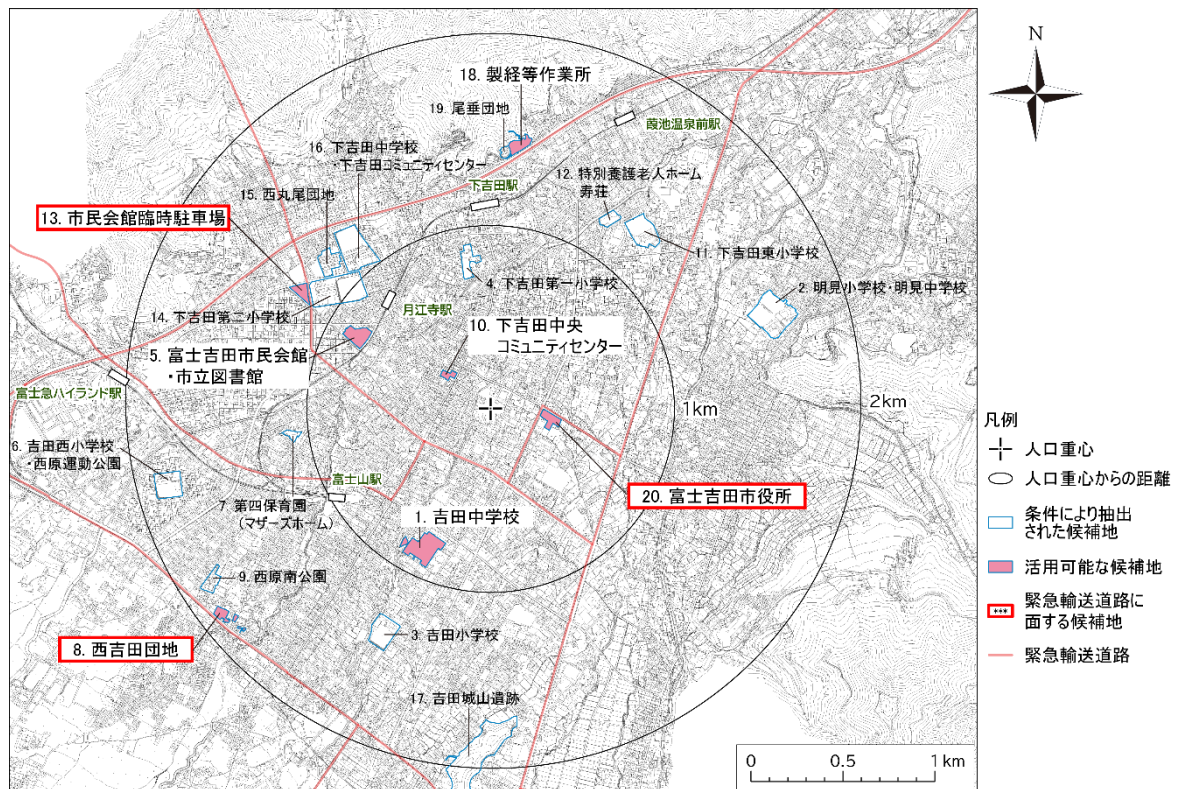 N
18. 製経等作業所
19. 尾垂団地
葭池温泉前駅
16. 下吉田中学校
・下吉田コミュニティセンター
12. 特別養護老人ホーム
寿荘
下吉田駅
15. 西丸尾団地
13. 市民会館臨時駐車場
11. 下吉田東小学校
4. 下吉田第一小学校
2. 明見小学校・明見中学校
月江寺駅
14. 下吉田第二小学校
10. 下吉田中央
コミュニティセンター
5. 富士吉田市民会館
・市立図書館
富士急ハイランド駅
1km
2km
6. 吉田西小学校
・西原運動公園
富士山駅
7. 第四保育園
(マザーズホーム)
20. 富士吉田市役所
1. 吉田中学校
9. 西原南公園
8. 西吉田団地
3. 吉田小学校
17. 吉田城山遺跡
凡例
人口重心
人口重心からの距離
条件により抽出
された候補地
活用可能な候補地
***
緊急輸送道路に
面する候補地
緊急輸送道路
0 0.5 1 km